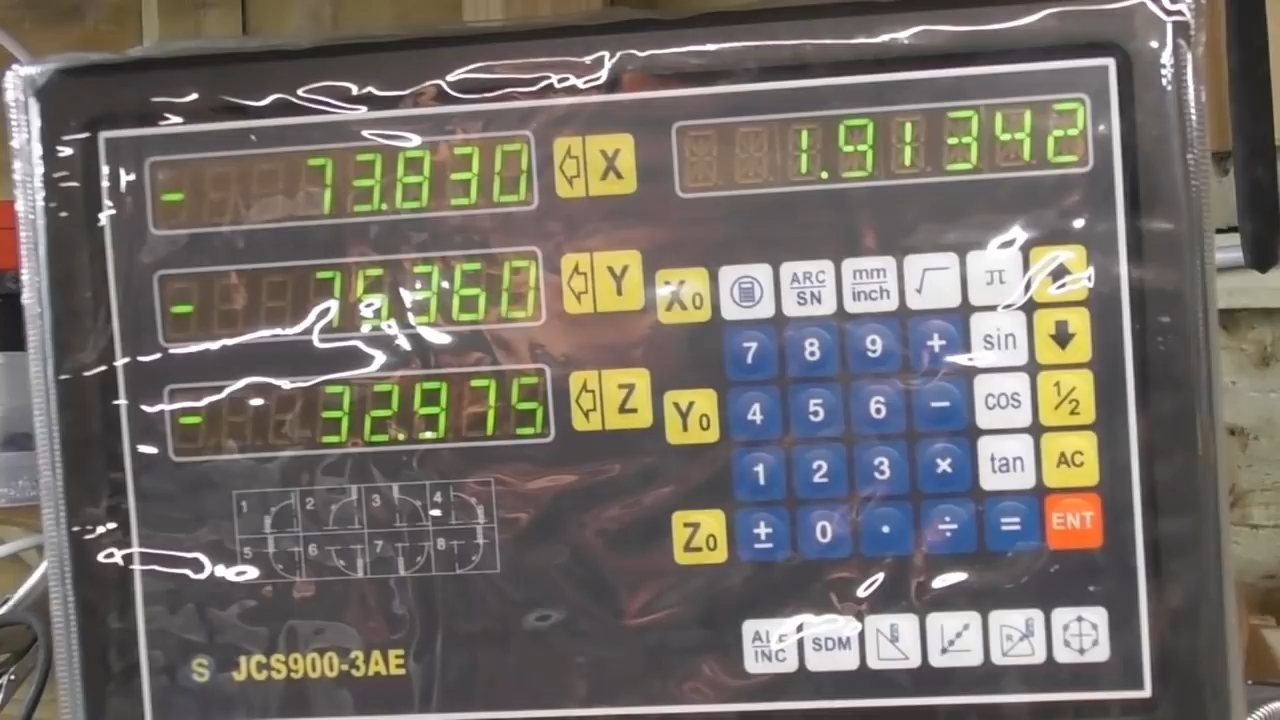 - 73.830 X 1.91342
- 75.360 Y
- 32.975 Z
X0 ARC SN mm inch √ π
7 8 9 + sin
Y0 4 5 6 - cos 1/2
1 2 3 × tan AC
Z0 ± 0 · ÷ = ENT
1 2 3 4
5 6 7 8
INC SDM R
S JCS900-3AE